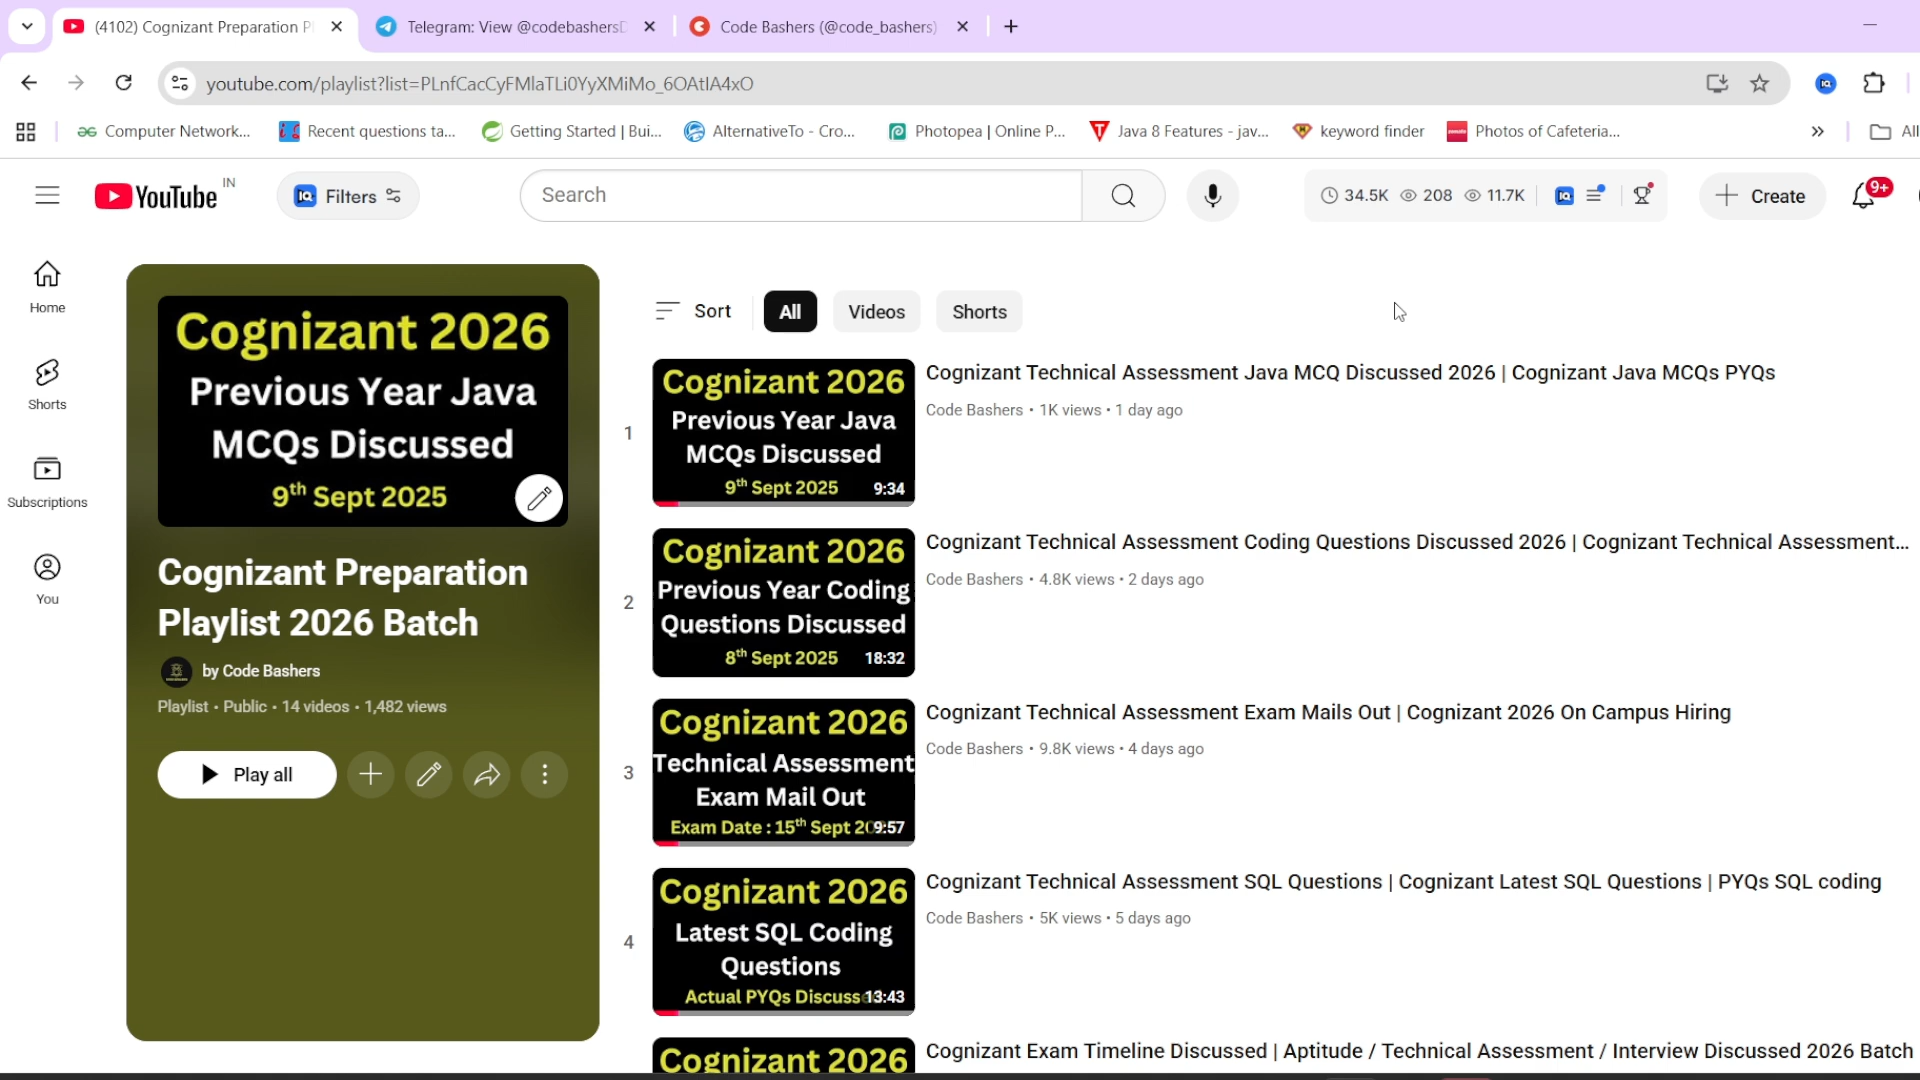 (4102) Cognizant Preparation P
Telegram: View @codebashersD
Code Bashers (@code_bashers)
youtube.com/playlist?list=PLnfCacCyFMlaTLi0YyXMiMo_6OAtIA4xO
Computer Network...
Recent questions ta...
Getting Started | Bui...
AlternativeTo - Cro...
Photopea | Online P...
Java 8 Features - jav...
keyword finder
Photos of Cafeteria...
All
YouTube IN
Filters
Search
34.5K
208
11.7K
Create
9+
Home
Shorts
Subscriptions
You
Cognizant 2026
Previous Year Java
MCQs Discussed
9th Sept 2025
Cognizant Preparation
Playlist 2026 Batch
by Code Bashers
Playlist • Public • 14 videos • 1,482 views
Play all
Sort
All
Videos
Shorts
1
Cognizant 2026
Previous Year Java
MCQs Discussed
9th Sept 2025
9:34
Cognizant Technical Assessment Java MCQ Discussed 2026 | Cognizant Java MCQs PYQs
Code Bashers • 1K views • 1 day ago
2
Cognizant 2026
Previous Year Coding
Questions Discussed
8th Sept 2025
18:32
Cognizant Technical Assessment Coding Questions Discussed 2026 | Cognizant Technical Assessment...
Code Bashers • 4.8K views • 2 days ago
3
Cognizant 2026
Technical Assessment
Exam Mail Out
Exam Date : 15th Sept 20
9:57
Cognizant Technical Assessment Exam Mails Out | Cognizant 2026 On Campus Hiring
Code Bashers • 9.8K views • 4 days ago
4
Cognizant 2026
Latest SQL Coding
Questions
Actual PYQs Discuss
13:43
Cognizant Technical Assessment SQL Questions | Cognizant Latest SQL Questions | PYQs SQL coding
Code Bashers • 5K views • 5 days ago
Cognizant 2026
Cognizant Exam Timeline Discussed | Aptitude / Technical Assessment / Interview Discussed 2026 Batch